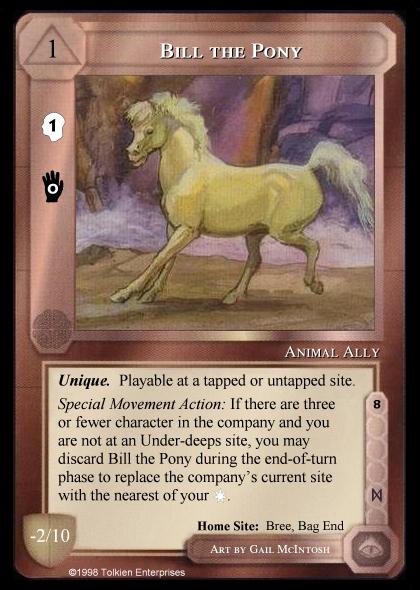 1
BILL THE PONY
1
ANIMAL ALLY
Unique. Playable at a tapped or untapped site.
Special Movement Action: If there are three
or fewer character in the company and you
are not at an Under-deeps site, you may
discard Bill the Pony during the end-of-turn
phase to replace the company's current site
with the nearest of your .
8
Home Site: Bree, Bag End
-2/10
ART BY GAIL MCINTOSH
©1998 Tolkien Enterprises